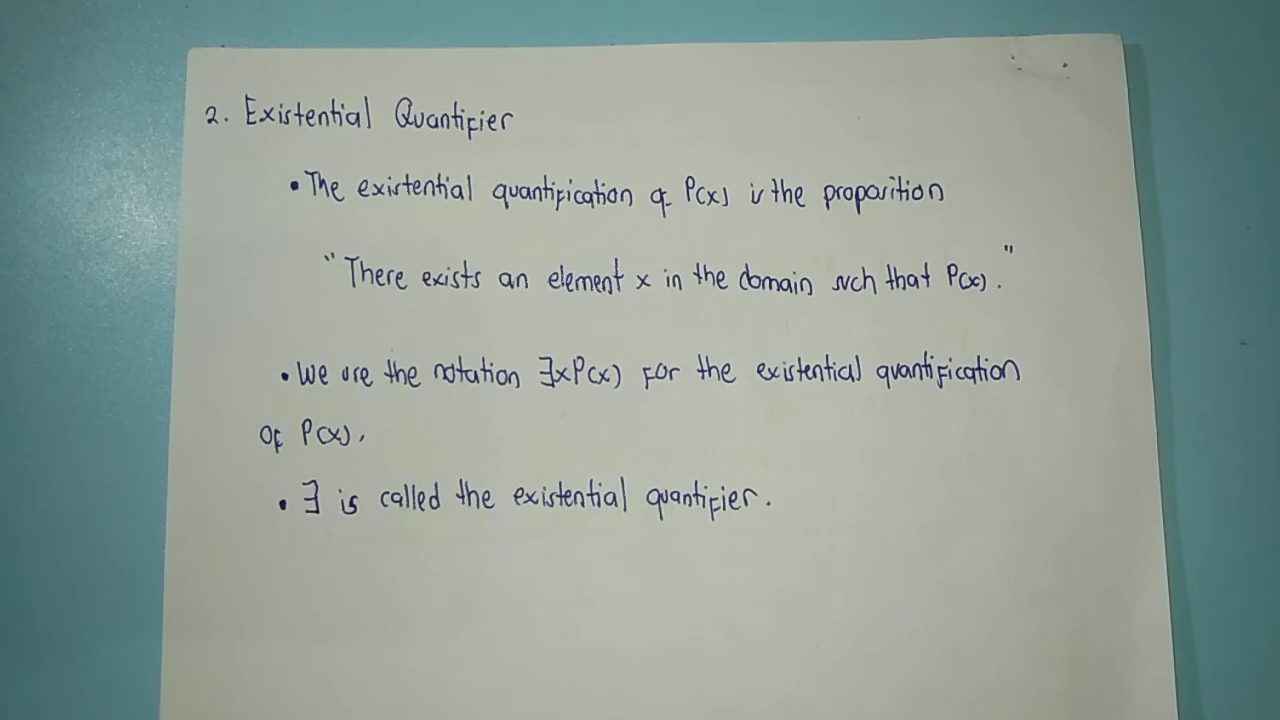 2. Existential Quantifier
• The existential quantification of P(x) is the proposition
"There exists an element x in the domain such that P(x)."
• We use the notation ∃xP(x) for the existential quantification
of P(x).
• ∃ is called the existential quantifier.